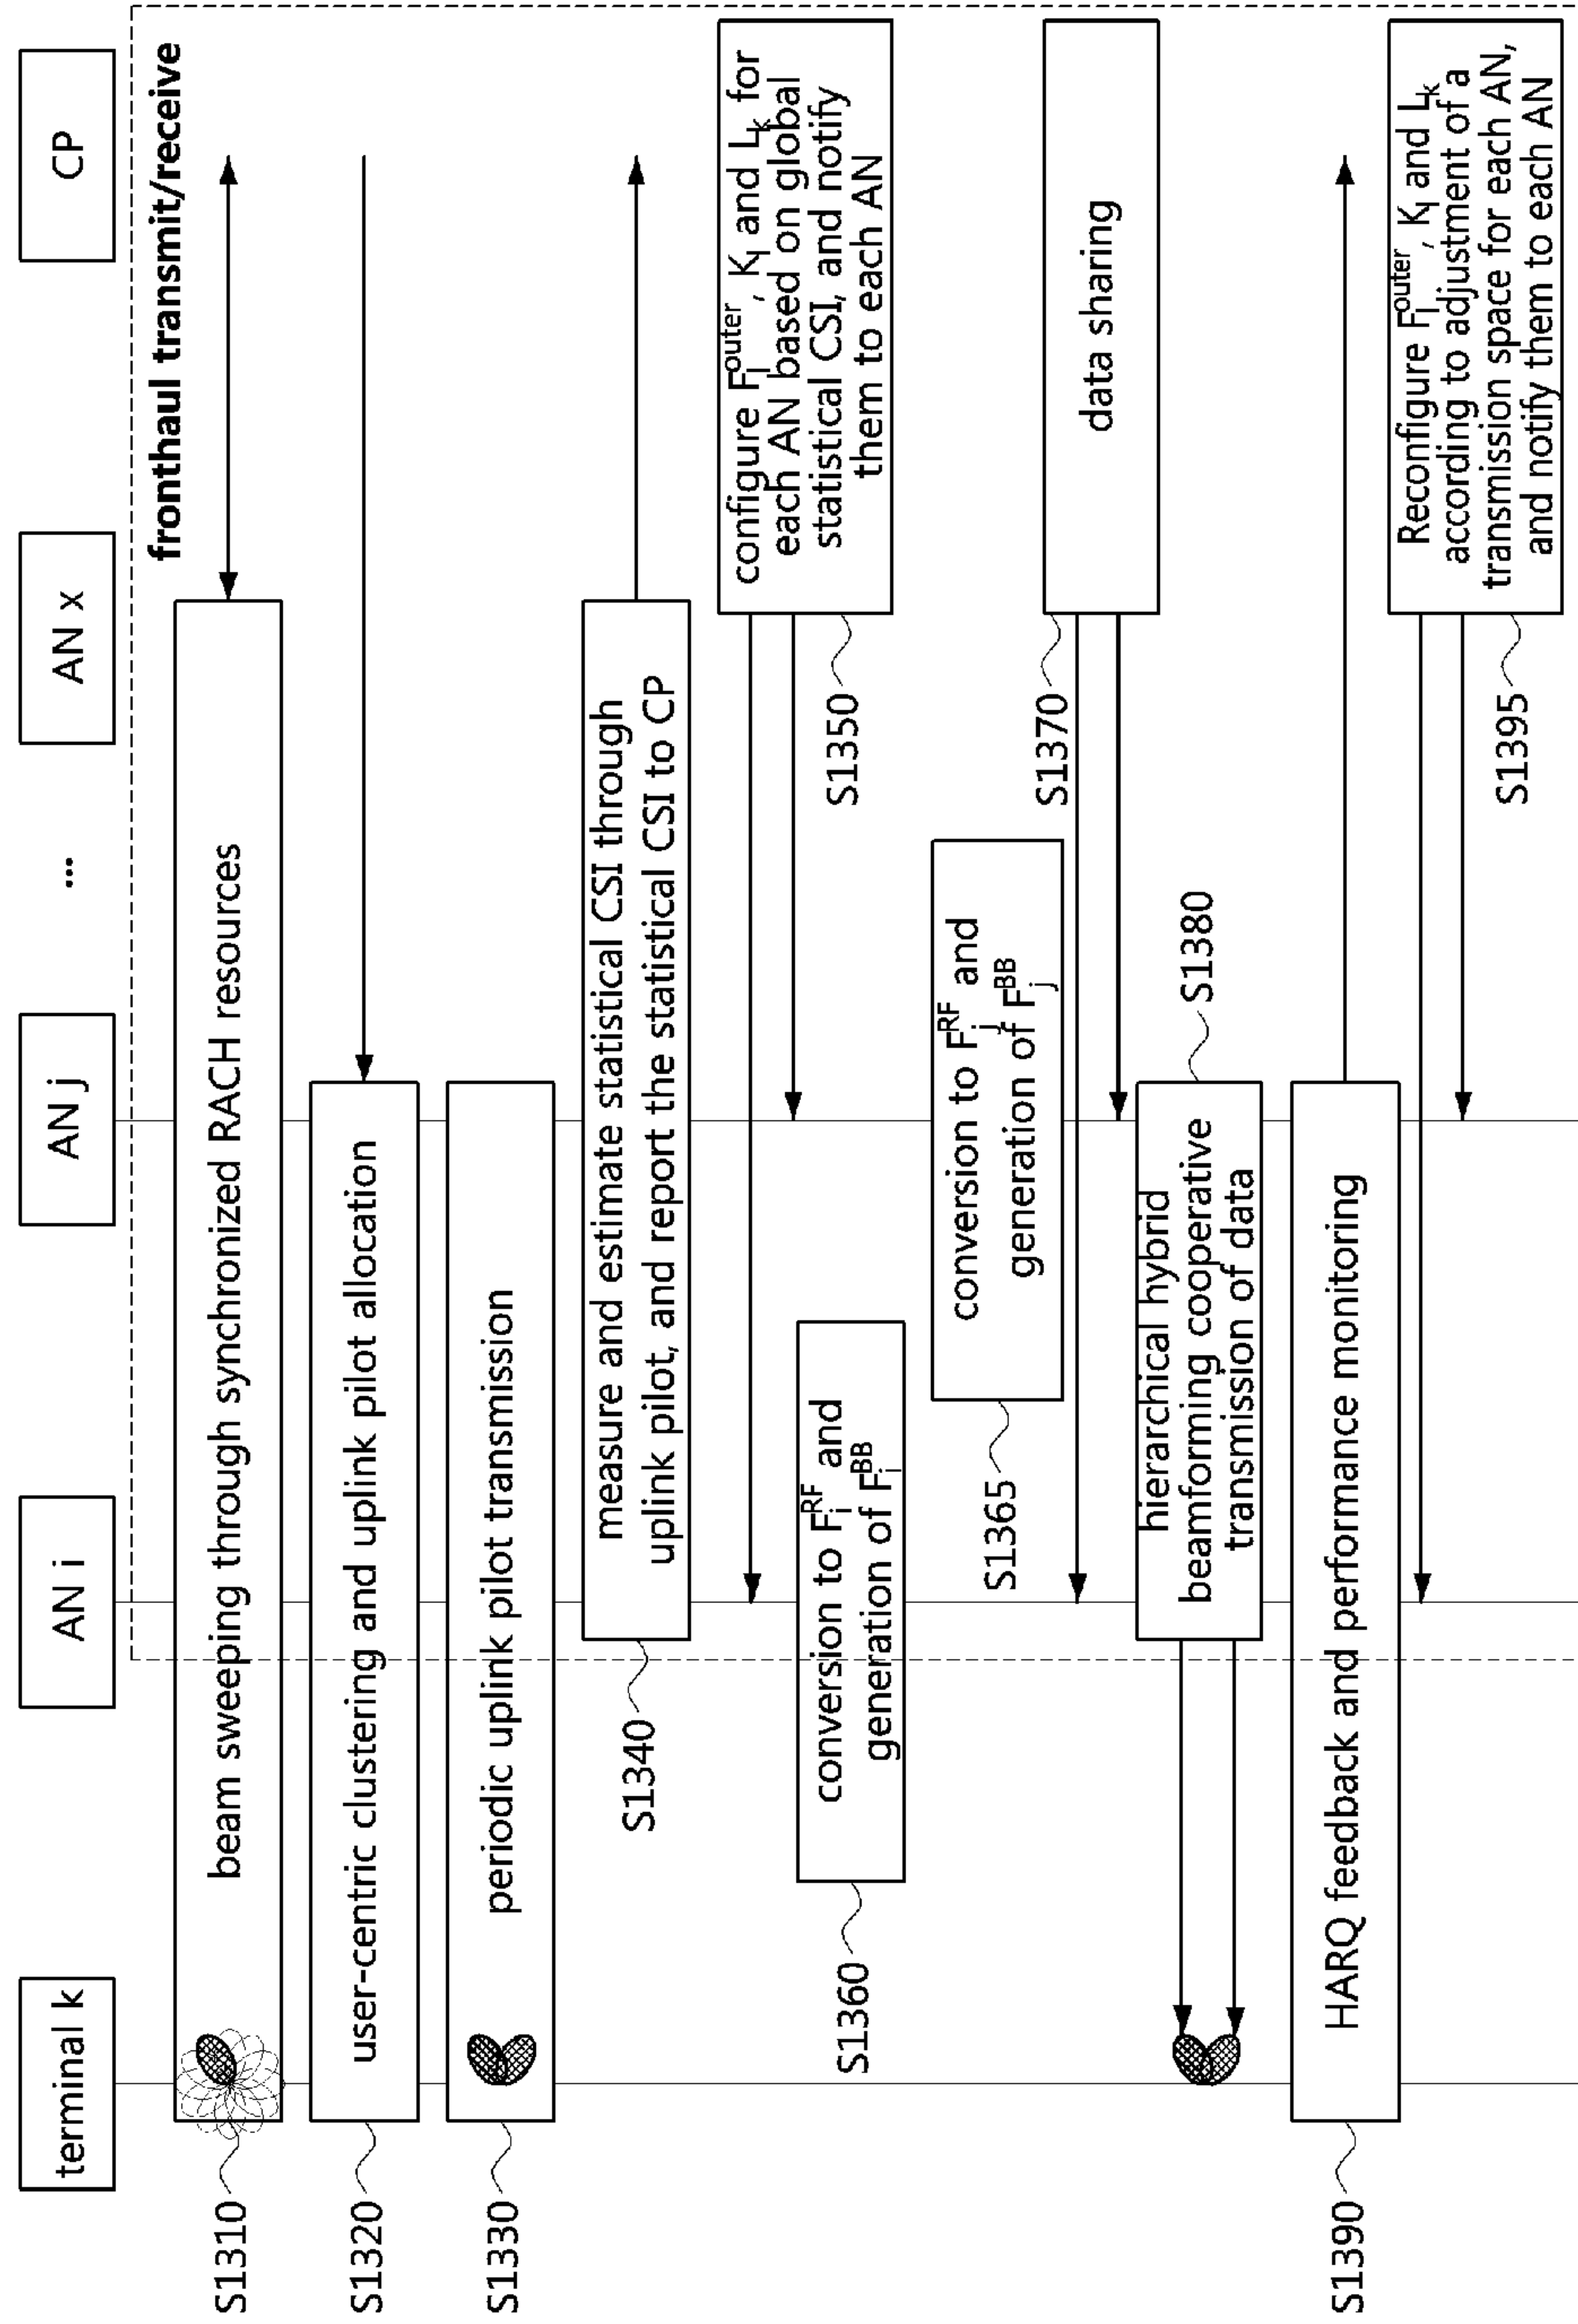 terminal k
AN i
AN j
...
AN x
CP
fronthaul transmit/receive
S1310
beam sweeping through synchronized RACH resources
S1320
user-centric clustering and uplink pilot allocation
S1330
periodic uplink pilot transmission
S1340
measure and estimate statistical CSI through
uplink pilot, and report the statistical CSI to CP
configure F_i^outer, K_i and L_k for
each AN based on global
statistical CSI, and notify
them to each AN
S1350
S1360
conversion to F_i^RF and
generation of F_i^BB
S1365
conversion to F_j^RF and
generation of F_j^BB
S1370
data sharing
S1380
hierarchical hybrid
beamforming cooperative
transmission of data
S1390
HARQ feedback and performance monitoring
Reconfigure F_i^outer, K_i and L_k
according to adjustment of a
transmission space for each AN,
and notify them to each AN
S1395